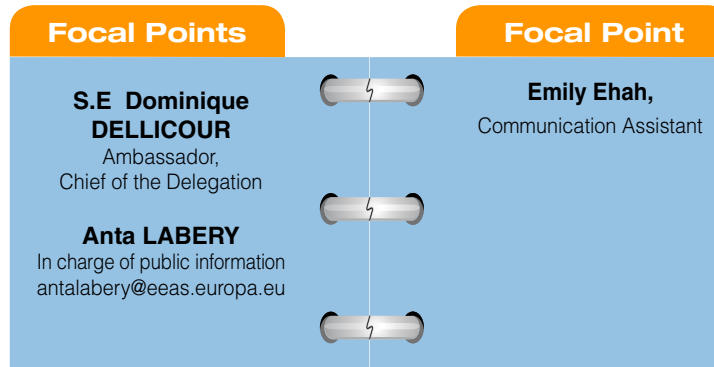 Focal Points
S.E Dominique
DELLICOUR
Ambassador,
Chief of the Delegation
Anta LABERY
In charge of public information
antalabery@eeas.europa.eu
Focal Point
Emily Ehah,
Communication Assistant